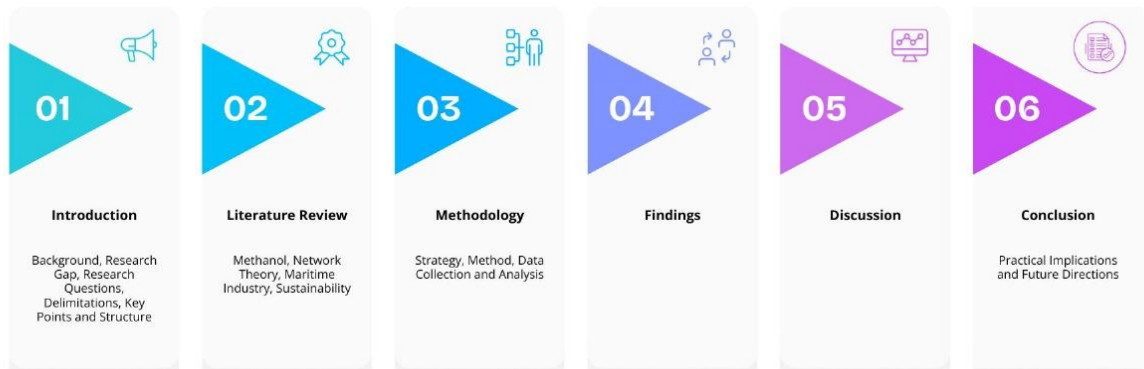 01
Introduction
Background, Research
Gap, Research
Questions,
Delimitations, Key
Points and Structure
02
Literature Review
Methanol, Network
Theory, Maritime
Industry, Sustainability
03
Methodology
Strategy, Method, Data
Collection and Analysis
04
Findings
05
Discussion
06
Conclusion
Practical Implications
and Future Directions